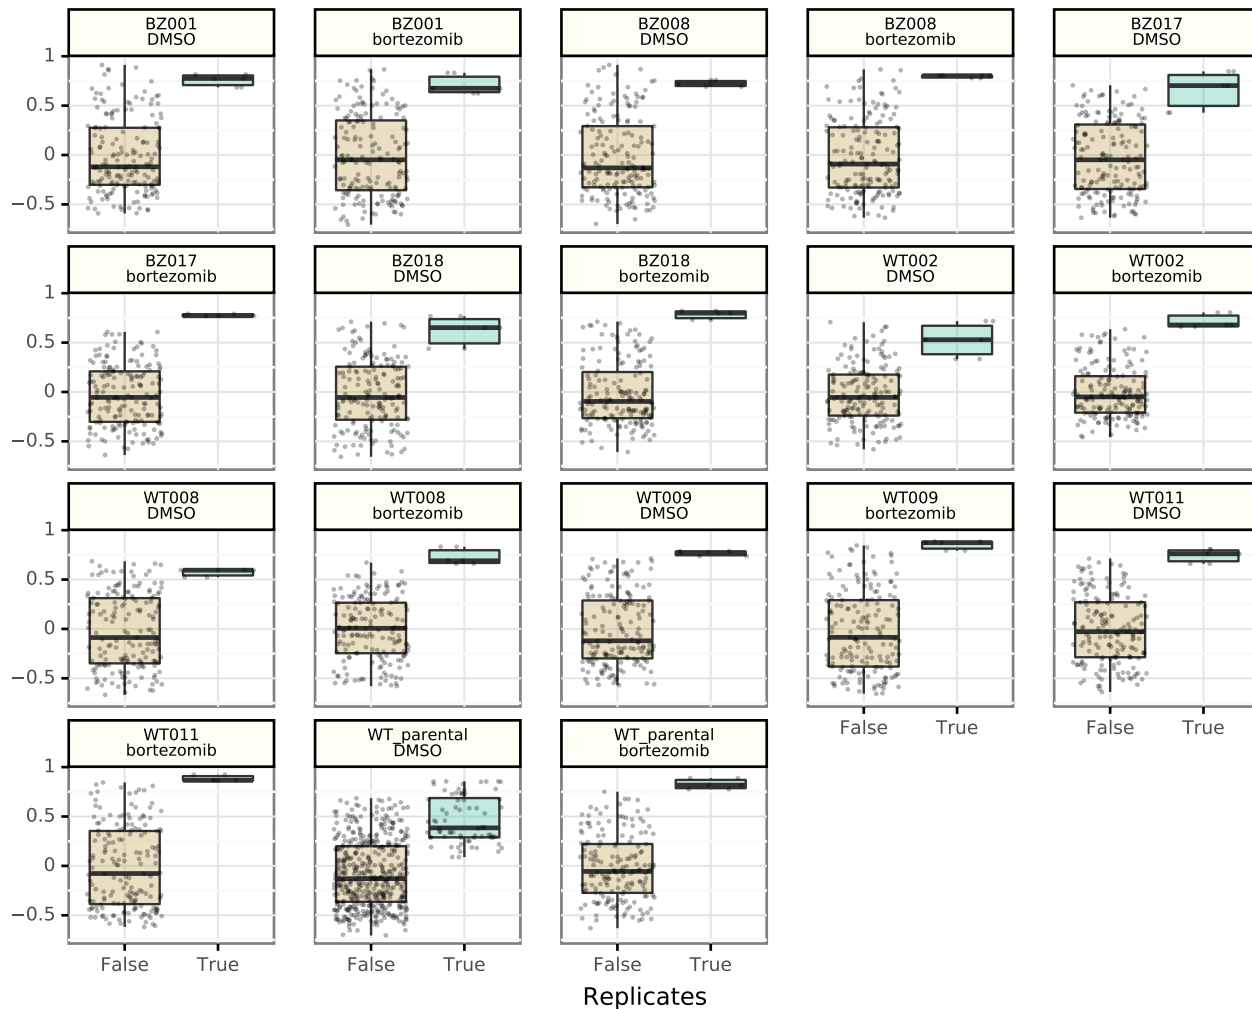 BZ001
DMSO
BZ001
bortezomib
BZ008
DMSO
BZ008
bortezomib
BZ017
DMSO
1
0.5
0
−0.5
BZ017
bortezomib
BZ018
DMSO
BZ018
bortezomib
WT002
DMSO
WT002
bortezomib
1
0.5
0
−0.5
WT008
DMSO
WT008
bortezomib
WT009
DMSO
WT009
bortezomib
WT011
DMSO
1
0.5
0
−0.5
False
True
False
True
WT011
bortezomib
WT_parental
DMSO
WT_parental
bortezomib
1
0.5
0
−0.5
False
True
False
True
False
True
Replicates